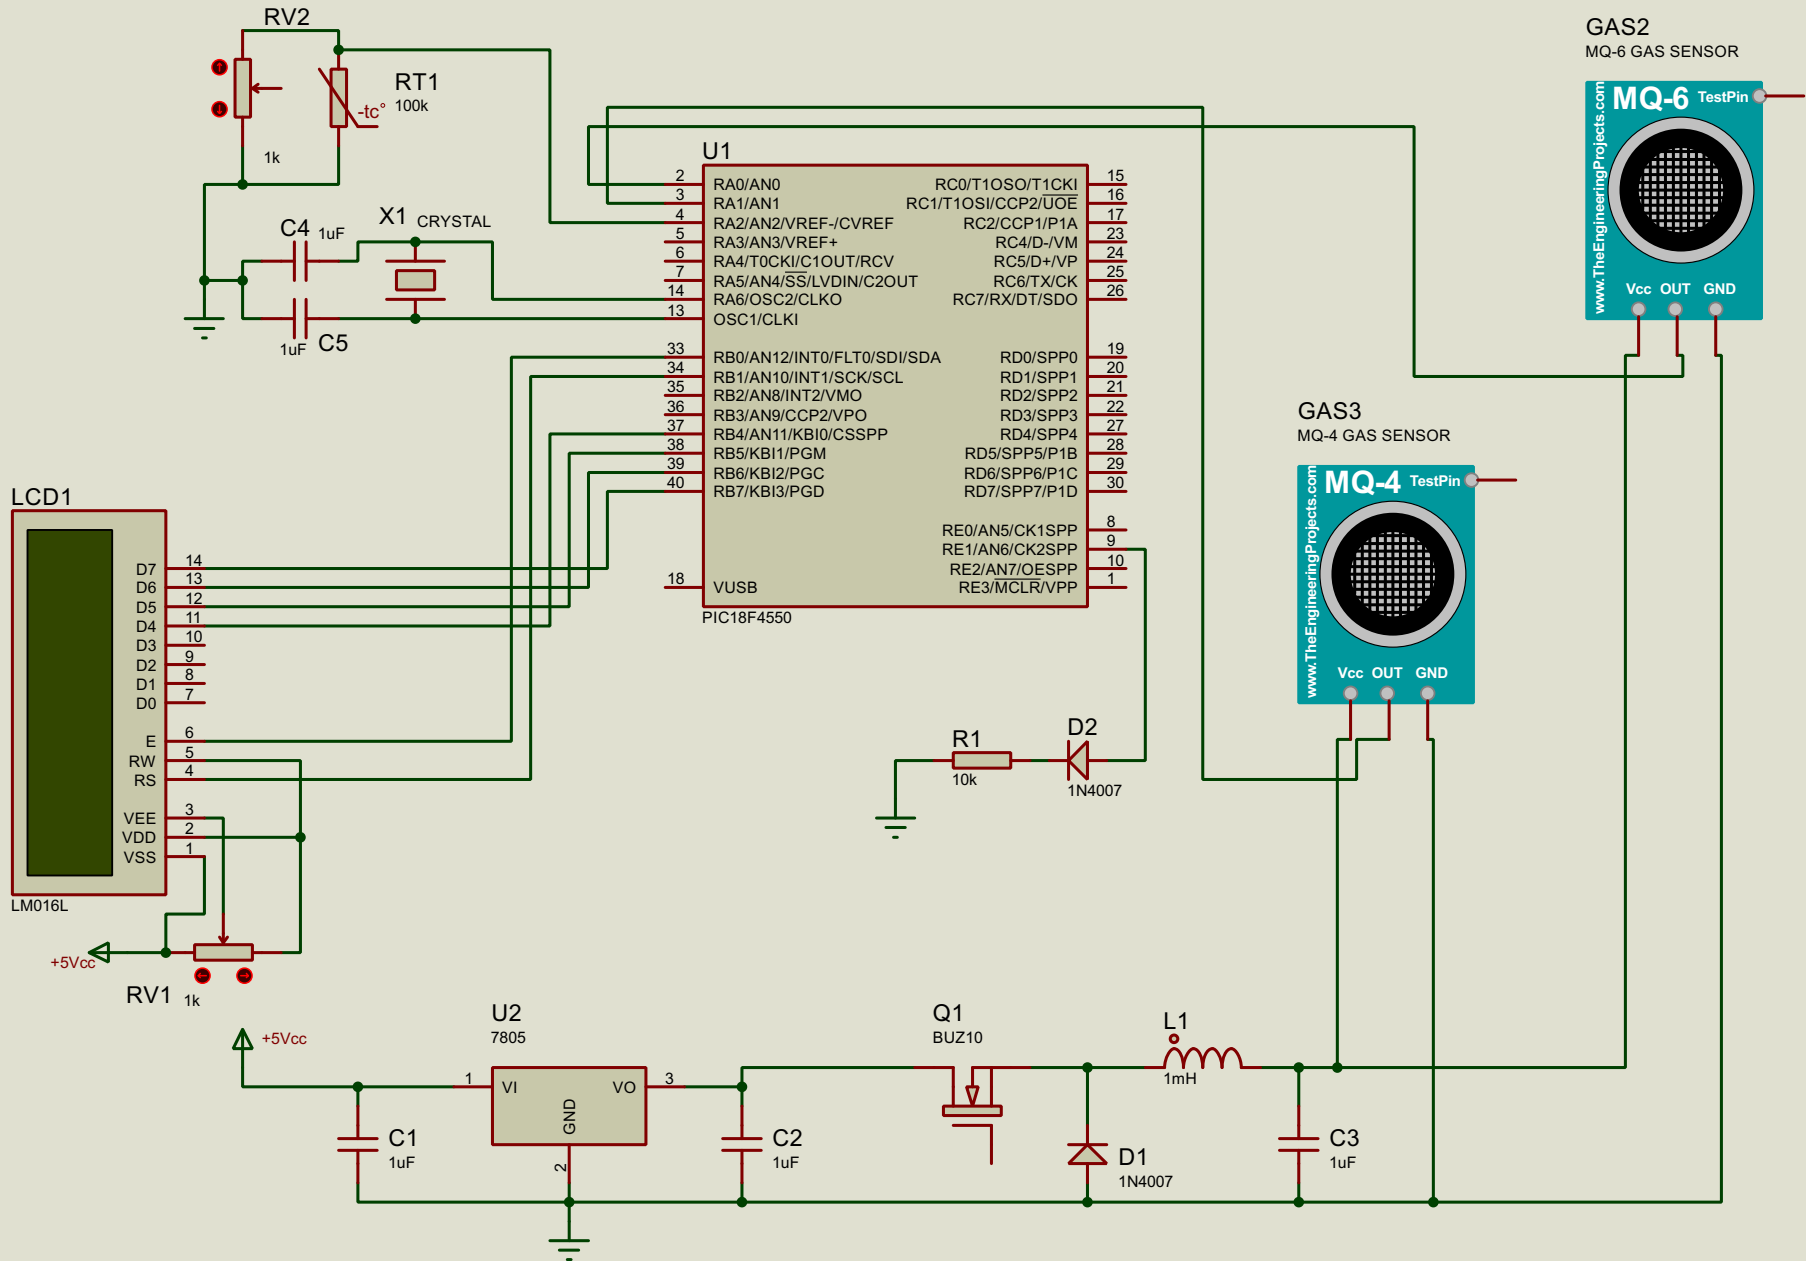 RV2
1k
RT1
100k
-tc°
X1 CRYSTAL
C4 1uF
1uF C5
U1
2 RA0/AN0
3 RA1/AN1
4 RA2/AN2/VREF-/CVREF
5 RA3/AN3/VREF+
6 RA4/T0CKI/C1OUT/RCV
7 RA5/AN4/SS/LVDIN/C2OUT
14 RA6/OSC2/CLKO
13 OSC1/CLKI
33 RB0/AN12/INT0/FLT0/SDI/SDA
34 RB1/AN10/INT1/SCK/SCL
35 RB2/AN8/INT2/VMO
36 RB3/AN9/CCP2/VPO
37 RB4/AN11/KBI0/CSSPP
38 RB5/KBI1/PGM
39 RB6/KBI2/PGC
40 RB7/KBI3/PGD
18 VUSB
RC0/T1OSO/T1CKI 15
RC1/T1OSI/CCP2/UOE 16
RC2/CCP1/P1A 17
RC4/D-/VM 23
RC5/D+/VP 24
RC6/TX/CK 25
RC7/RX/DT/SDO 26
RD0/SPP0 19
RD1/SPP1 20
RD2/SPP2 21
RD3/SPP3 22
RD4/SPP4 27
RD5/SPP5/P1B 28
RD6/SPP6/P1C 29
RD7/SPP7/P1D 30
RE0/AN5/CK1SPP 8
RE1/AN6/CK2SPP 9
RE2/AN7/OESPP 10
RE3/MCLR/VPP 1
PIC18F4550
GAS2
MQ-6 GAS SENSOR
MQ-6 TestPin
www.TheEngineeringProjects.com
Vcc OUT GND
GAS3
MQ-4 GAS SENSOR
MQ-4 TestPin
www.TheEngineeringProjects.com
Vcc OUT GND
LCD1
D7 14
D6 13
D5 12
D4 11
D3 10
D2 9
D1 8
D0 7
E 6
RW 5
RS 4
VEE 3
VDD 2
VSS 1
LM016L
+5Vcc
RV1 1k
R1
10k
D2
1N4007
+5Vcc
U2
7805
1 VI
VO 3
GND
2
C1
1uF
C2
1uF
Q1
BUZ10
L1
1mH
D1
1N4007
C3
1uF